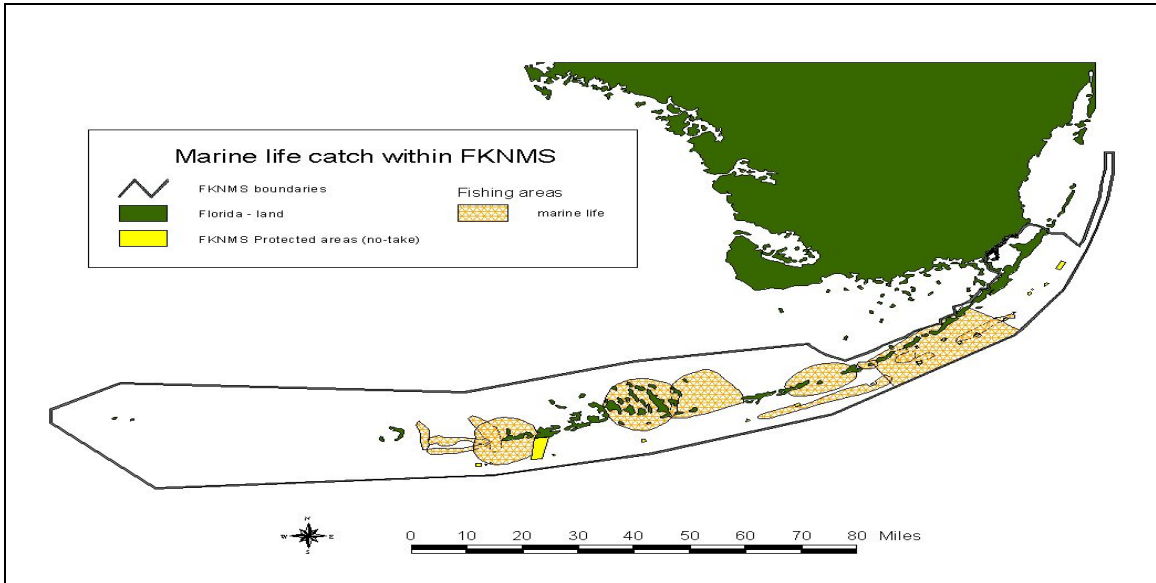 Marine life catch within FKNMS
FKNMS boundaries
Fishing areas
Florida - land
marine life
FKNMS Protected areas (no-take)
N
W E
S
0 10 20 30 40 50 60 70 80 Miles